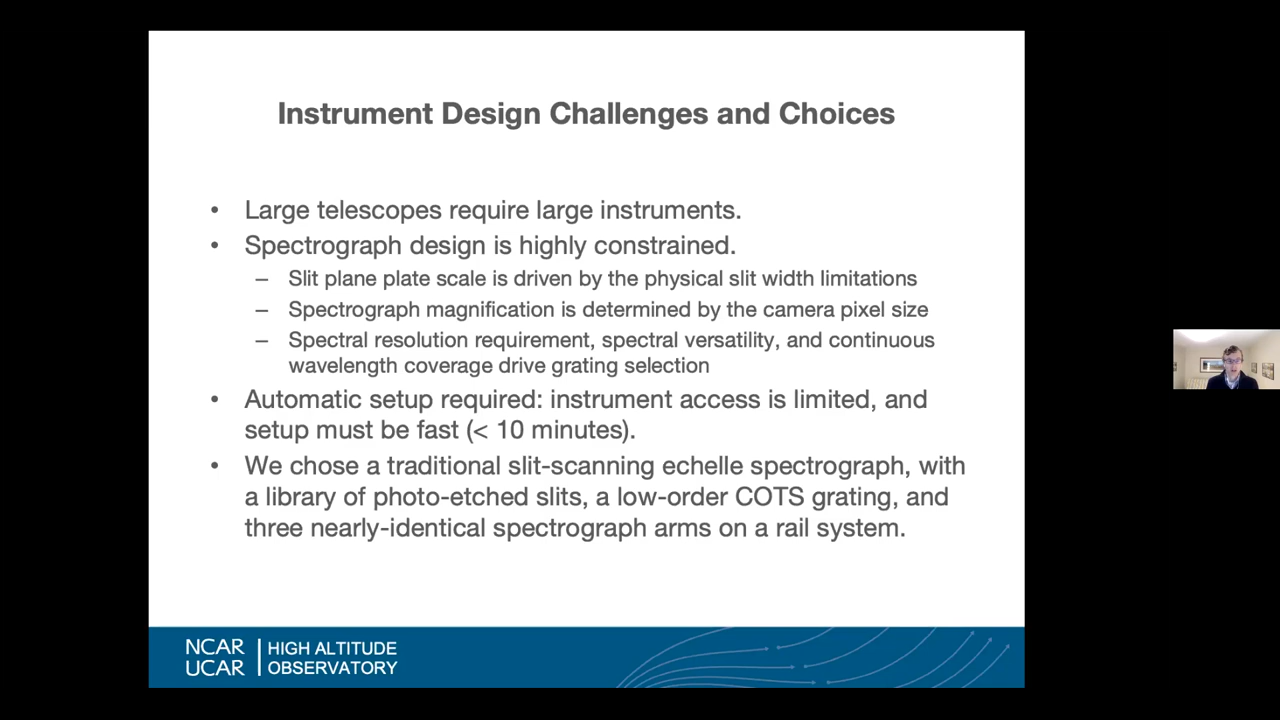 Instrument Design Challenges and Choices
• Large telescopes require large instruments.
• Spectrograph design is highly constrained.
– Slit plane plate scale is driven by the physical slit width limitations
– Spectrograph magnification is determined by the camera pixel size
– Spectral resolution requirement, spectral versatility, and continuous
wavelength coverage drive grating selection
• Automatic setup required: instrument access is limited, and
setup must be fast (< 10 minutes).
• We chose a traditional slit-scanning echelle spectrograph, with
a library of photo-etched slits, a low-order COTS grating, and
three nearly-identical spectrograph arms on a rail system.
NCAR
UCAR
HIGH ALTITUDE
OBSERVATORY